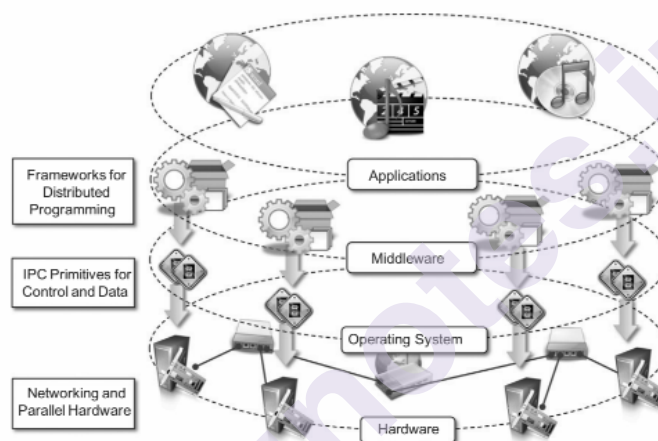 Applications
Frameworks for
Distributed
Programming
Middleware
IPC Primitives for
Control and Data
Operating System
Networking and
Parallel Hardware
Hardware